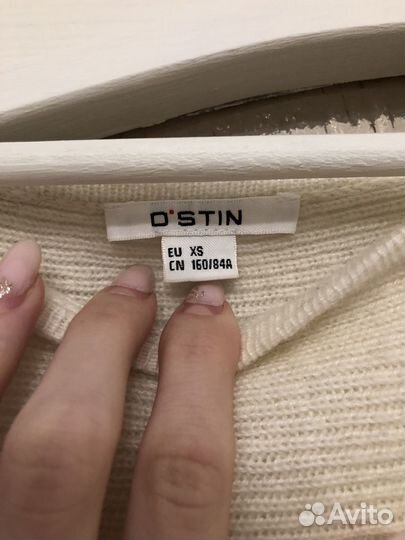 O'STIN
EU XS
CN 160/84A
Avito